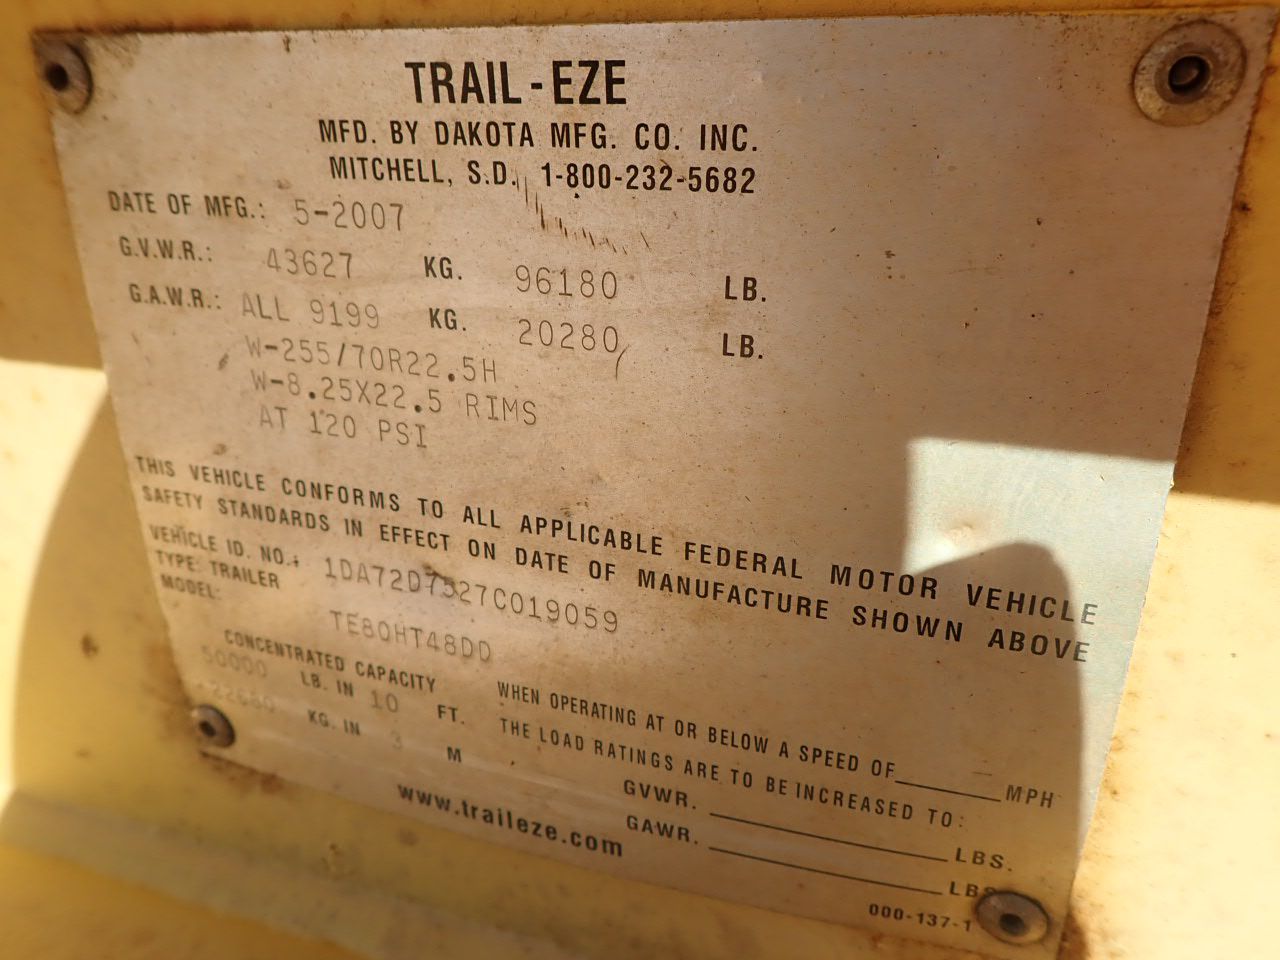 TRAIL-EZE
MFD. BY DAKOTA MFG. CO. INC.
MITCHELL, S.D. 1-800-232-5682
DATE OF MFG.: 5-2007
G.V.W.R.: 43627 KG. 96180 LB.
G.A.W.R.: ALL 9199 KG. 20280 LB.
W-255/70R22.5H
W-8.25X22.5 RIMS
AT 120 PSI
THIS VEHICLE CONFORMS TO ALL APPLICABLE FEDERAL MOTOR VEHICLE
SAFETY STANDARDS IN EFFECT ON DATE OF MANUFACTURE SHOWN ABOVE
VEHICLE ID. NO.: 1DA72D7527C019059
TYPE: TRAILER
MODEL: TE80HT48DD
CONCENTRATED CAPACITY
50000 LB. IN 10 FT.
22680 KG. IN 3 M
WHEN OPERATING AT OR BELOW A SPEED OF MPH
THE LOAD RATINGS ARE TO BE INCREASED TO:
GVWR. LBS.
GAWR. LBS
www.traileze.com
000-137-1